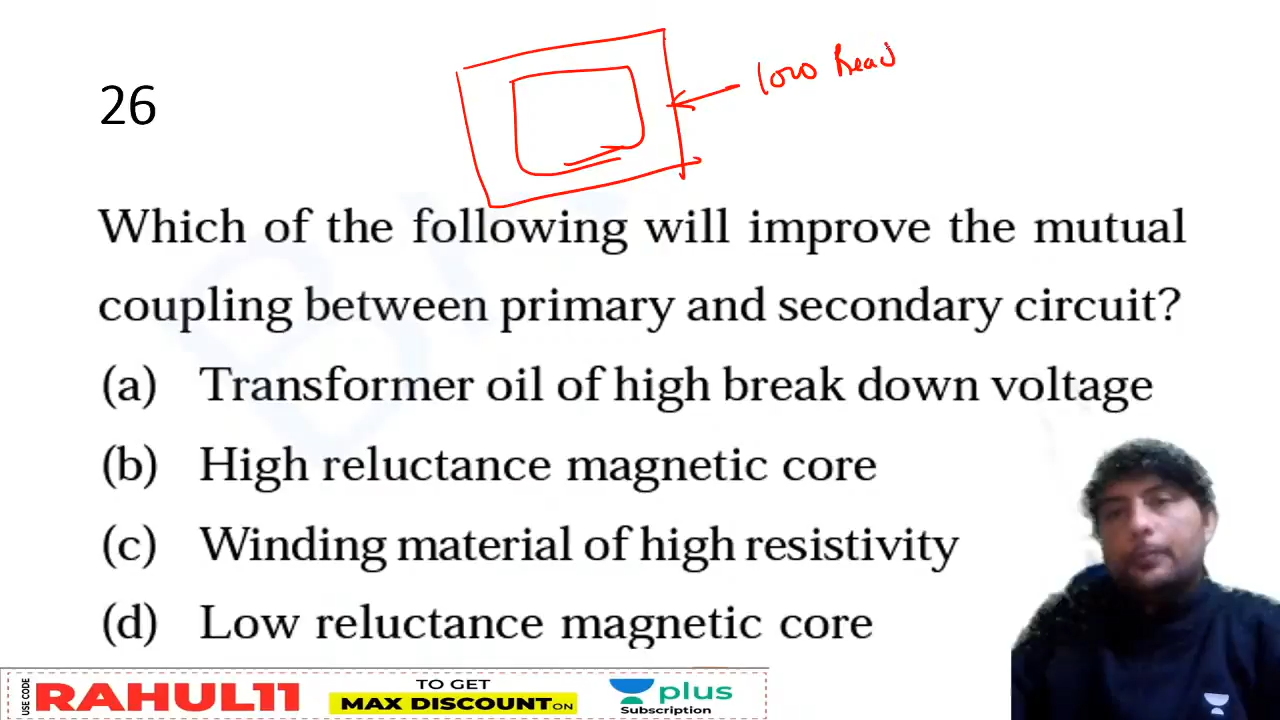 low
26
Which of the following will improve the mutual
coupling between primary and secondary circuit?
(a) Transformer oil of high break down voltage
(b) High reluctance magnetic core
(c) Winding material of high resistivity
(d) Low reluctance magnetic core
USE CODE
RAHUL11
TO GET
MAX DISCOUNT ON
plus
Subscription